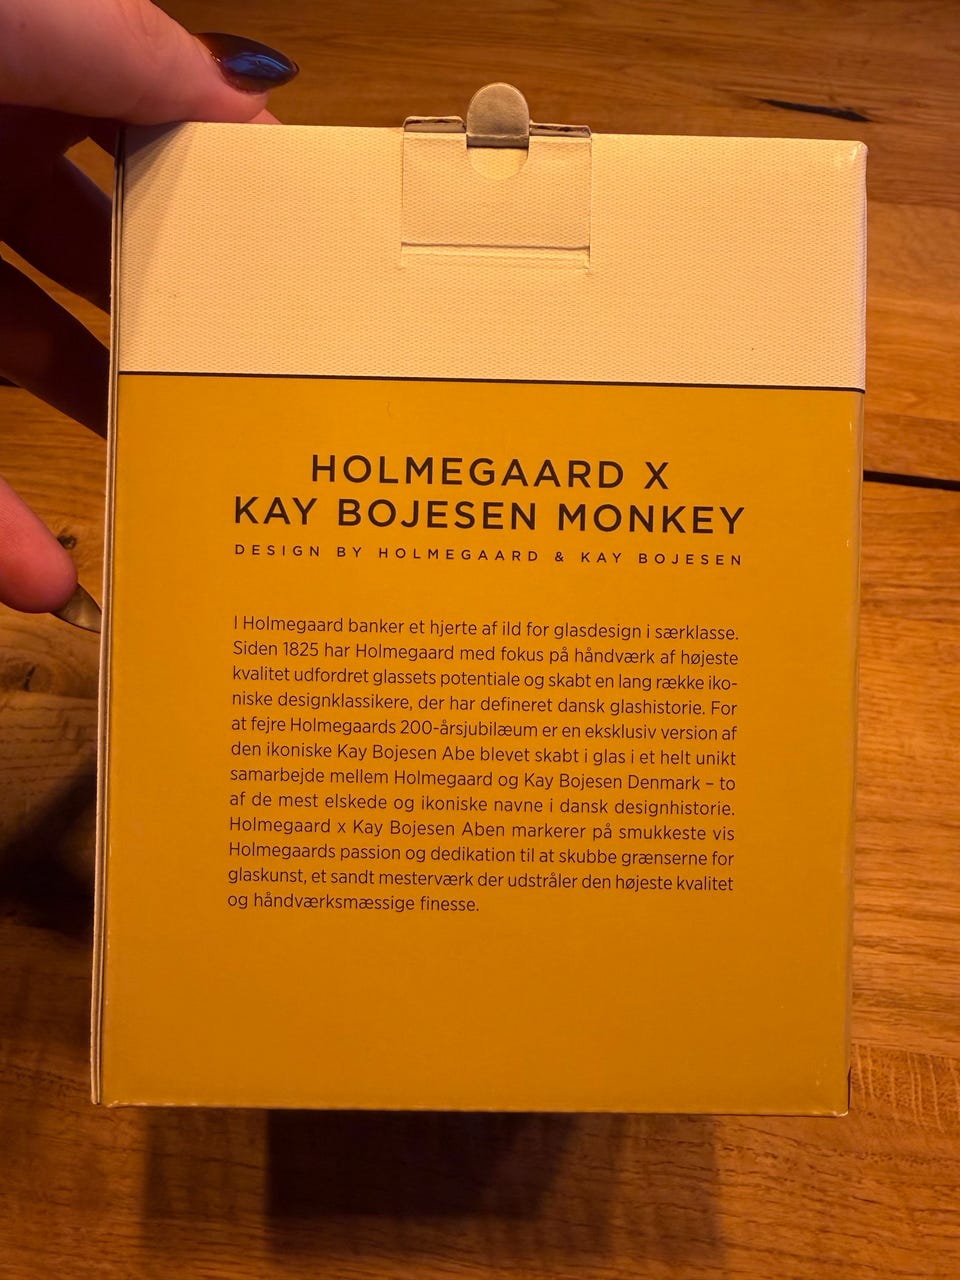 HOLMEGAARD X
KAY BOJESEN MONKEY
DESIGN BY HOLMEGAARD & KAY BOJESEN
I Holmegaard banker et hjerte af ild for glasdesign i særklasse.
Siden 1825 har Holmegaard med fokus på håndværk af højeste
kvalitet udfordret glassets potentiale og skabt en lang række iko-
niske designklassikere, der har defineret dansk glashistorie. For
at fejre Holmegaards 200-årsjubilæum er en eksklusiv version af
den ikoniske Kay Bojesen Abe blevet skabt i glas i et helt unikt
samarbejde mellem Holmegaard og Kay Bojesen Denmark – to
af de mest elskede og ikoniske navne i dansk designhistorie.
Holmegaard x Kay Bojesen Aben markerer på smukkeste vis
Holmegaards passion og dedikation til at skubbe grænserne for
glaskunst, et sandt mesterværk der udstråler den højeste kvalitet
og håndværksmæssige finesse.